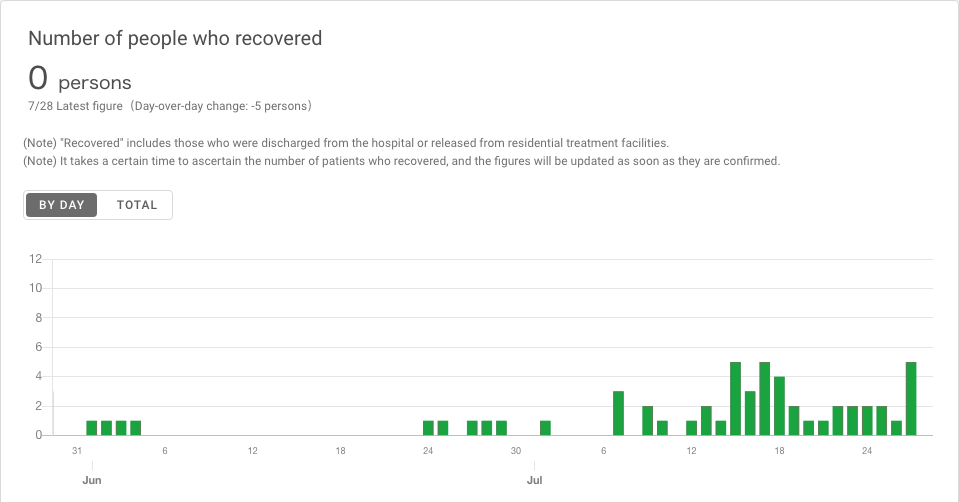 Number of people who recovered
0 persons
7/28 Latest figure（Day-over-day change: -5 persons）
(Note) "Recovered" includes those who were discharged from the hospital or released from residential treatment facilities.
(Note) It takes a certain time to ascertain the number of patients who recovered, and the figures will be updated as soon as they are confirmed.
BY DAY TOTAL
12
10
8
6
4
2
0
31 6 12 18 24 30 6 12 18 24
Jun Jul